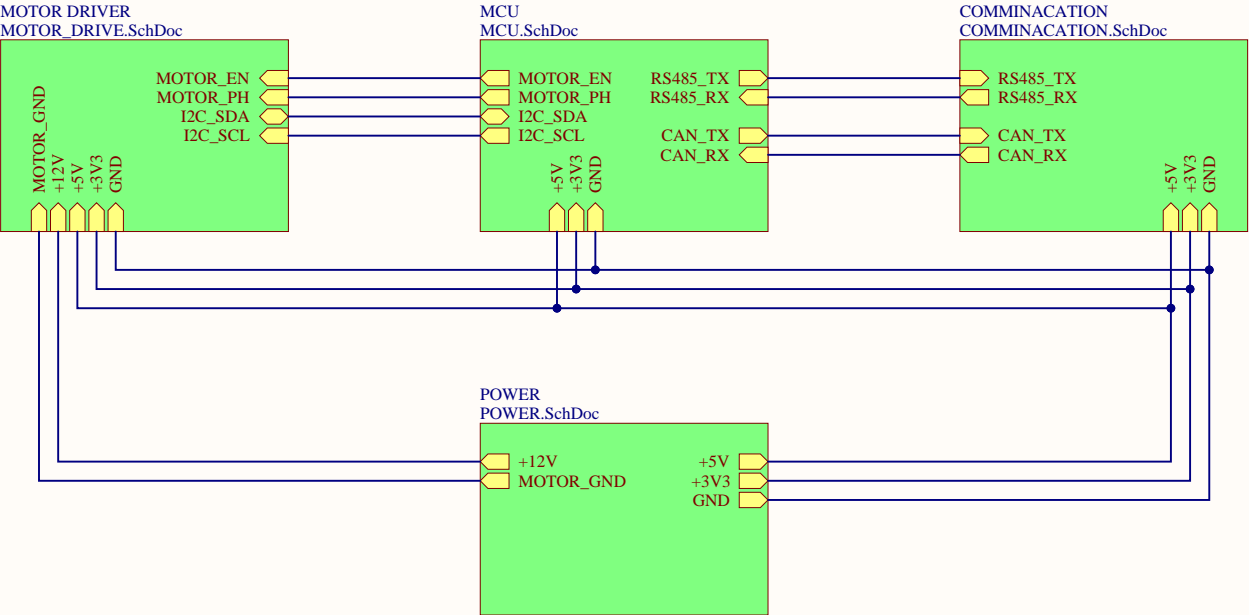 MOTOR DRIVER
MOTOR_DRIVE.SchDoc
MOTOR_EN
MOTOR_PH
I2C_SDA
I2C_SCL
MOTOR_GND
+12V
+5V
+3V3
GND
MCU
MCU.SchDoc
MOTOR_EN
MOTOR_PH
I2C_SDA
I2C_SCL
RS485_TX
RS485_RX
CAN_TX
CAN_RX
+5V
+3V3
GND
COMMINACATION
COMMINACATION.SchDoc
RS485_TX
RS485_RX
CAN_TX
CAN_RX
+5V
+3V3
GND
POWER
POWER.SchDoc
+12V
MOTOR_GND
+5V
+3V3
GND